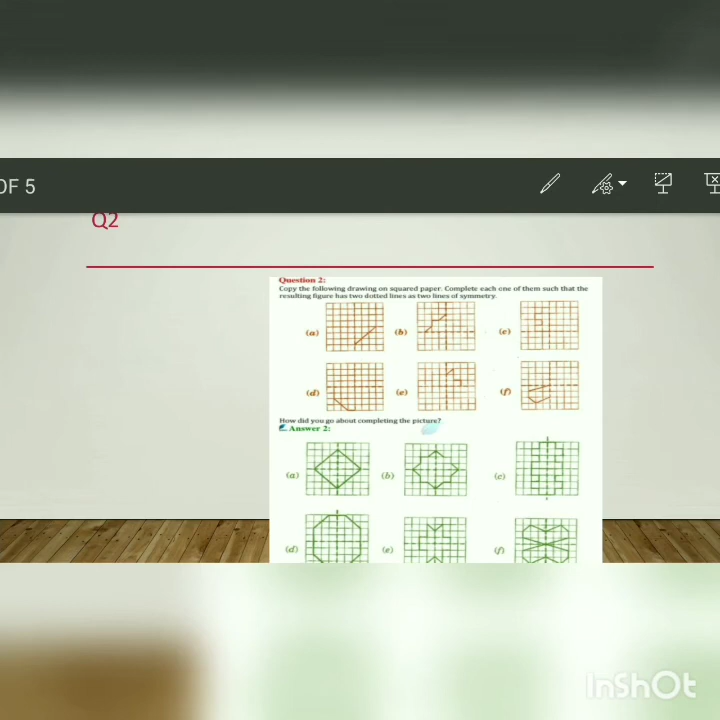 OF 5
Q2
Question 2:
Copy the following drawing on squared paper. Complete each one of them such that the
resulting figure has two dotted lines as two lines of symmetry.
(a) (b) (c)
(d) (e) (f)
How did you go about completing the picture?
Answer 2:
(a) (b) (c)
(d) (e) (f)
InShOt